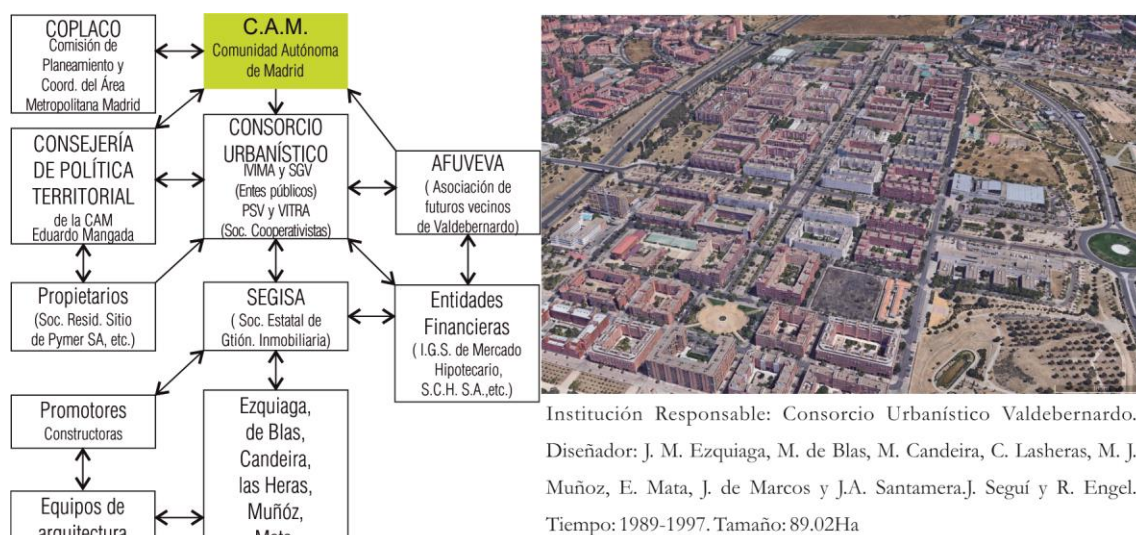 COPLACO
Comisión de
Planeamiento y
Coord. del Área
Metropolitana Madrid
C.A.M.
Comunidad Autónoma
de Madrid
CONSEJERÍA
DE POLÍTICA
TERRITORIAL
de la CAM
Eduardo Mangada
CONSORCIO
URBANÍSTICO
IVIMA y SGV
(Entes públicos)
PSV y VITRA
(Soc. Cooperativistas)
AFUVEVA
( Asociación de
futuros vecinos
de Valdebernardo)
Propietarios
(Soc. Resid. Sitio
de Pymer SA, etc.)
SEGISA
( Soc. Estatal de
Gtión. Inmobiliaria)
Entidades
Financieras
( I.G.S. de Mercado
Hipotecario,
S.C.H. S.A.,etc.)
Promotores
Constructoras
Ezquiaga,
de Blas,
Candeira,
las Heras,
Muñóz,
Mata
Equipos de
arquitectura
Institución Responsable: Consorcio Urbanístico Valdebernardo.
Diseñador: J. M. Ezquiaga, M. de Blas, M. Candeira, C. Lasheras, M. J.
Muñoz, E. Mata, J. de Marcos y J.A. Santamera.J. Seguí y R. Engel.
Tiempo: 1989-1997. Tamaño: 89.02Ha